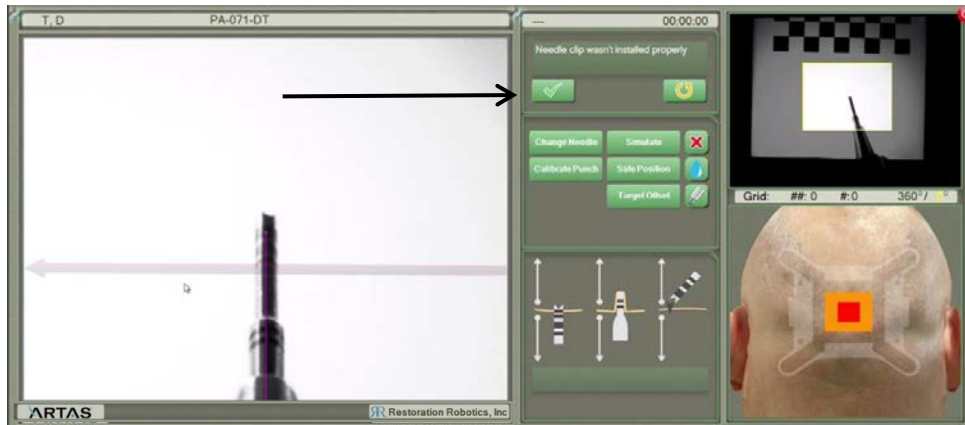 T, D PA-071-DT
— 00:00:00
Needle clip wasn't installed properly
Change Needle Simulate
Calibrate Punch Safe Position
Target Offset
Grid: ##: 0 #:0 360°/
ARTAS Restoration Robotics, Inc